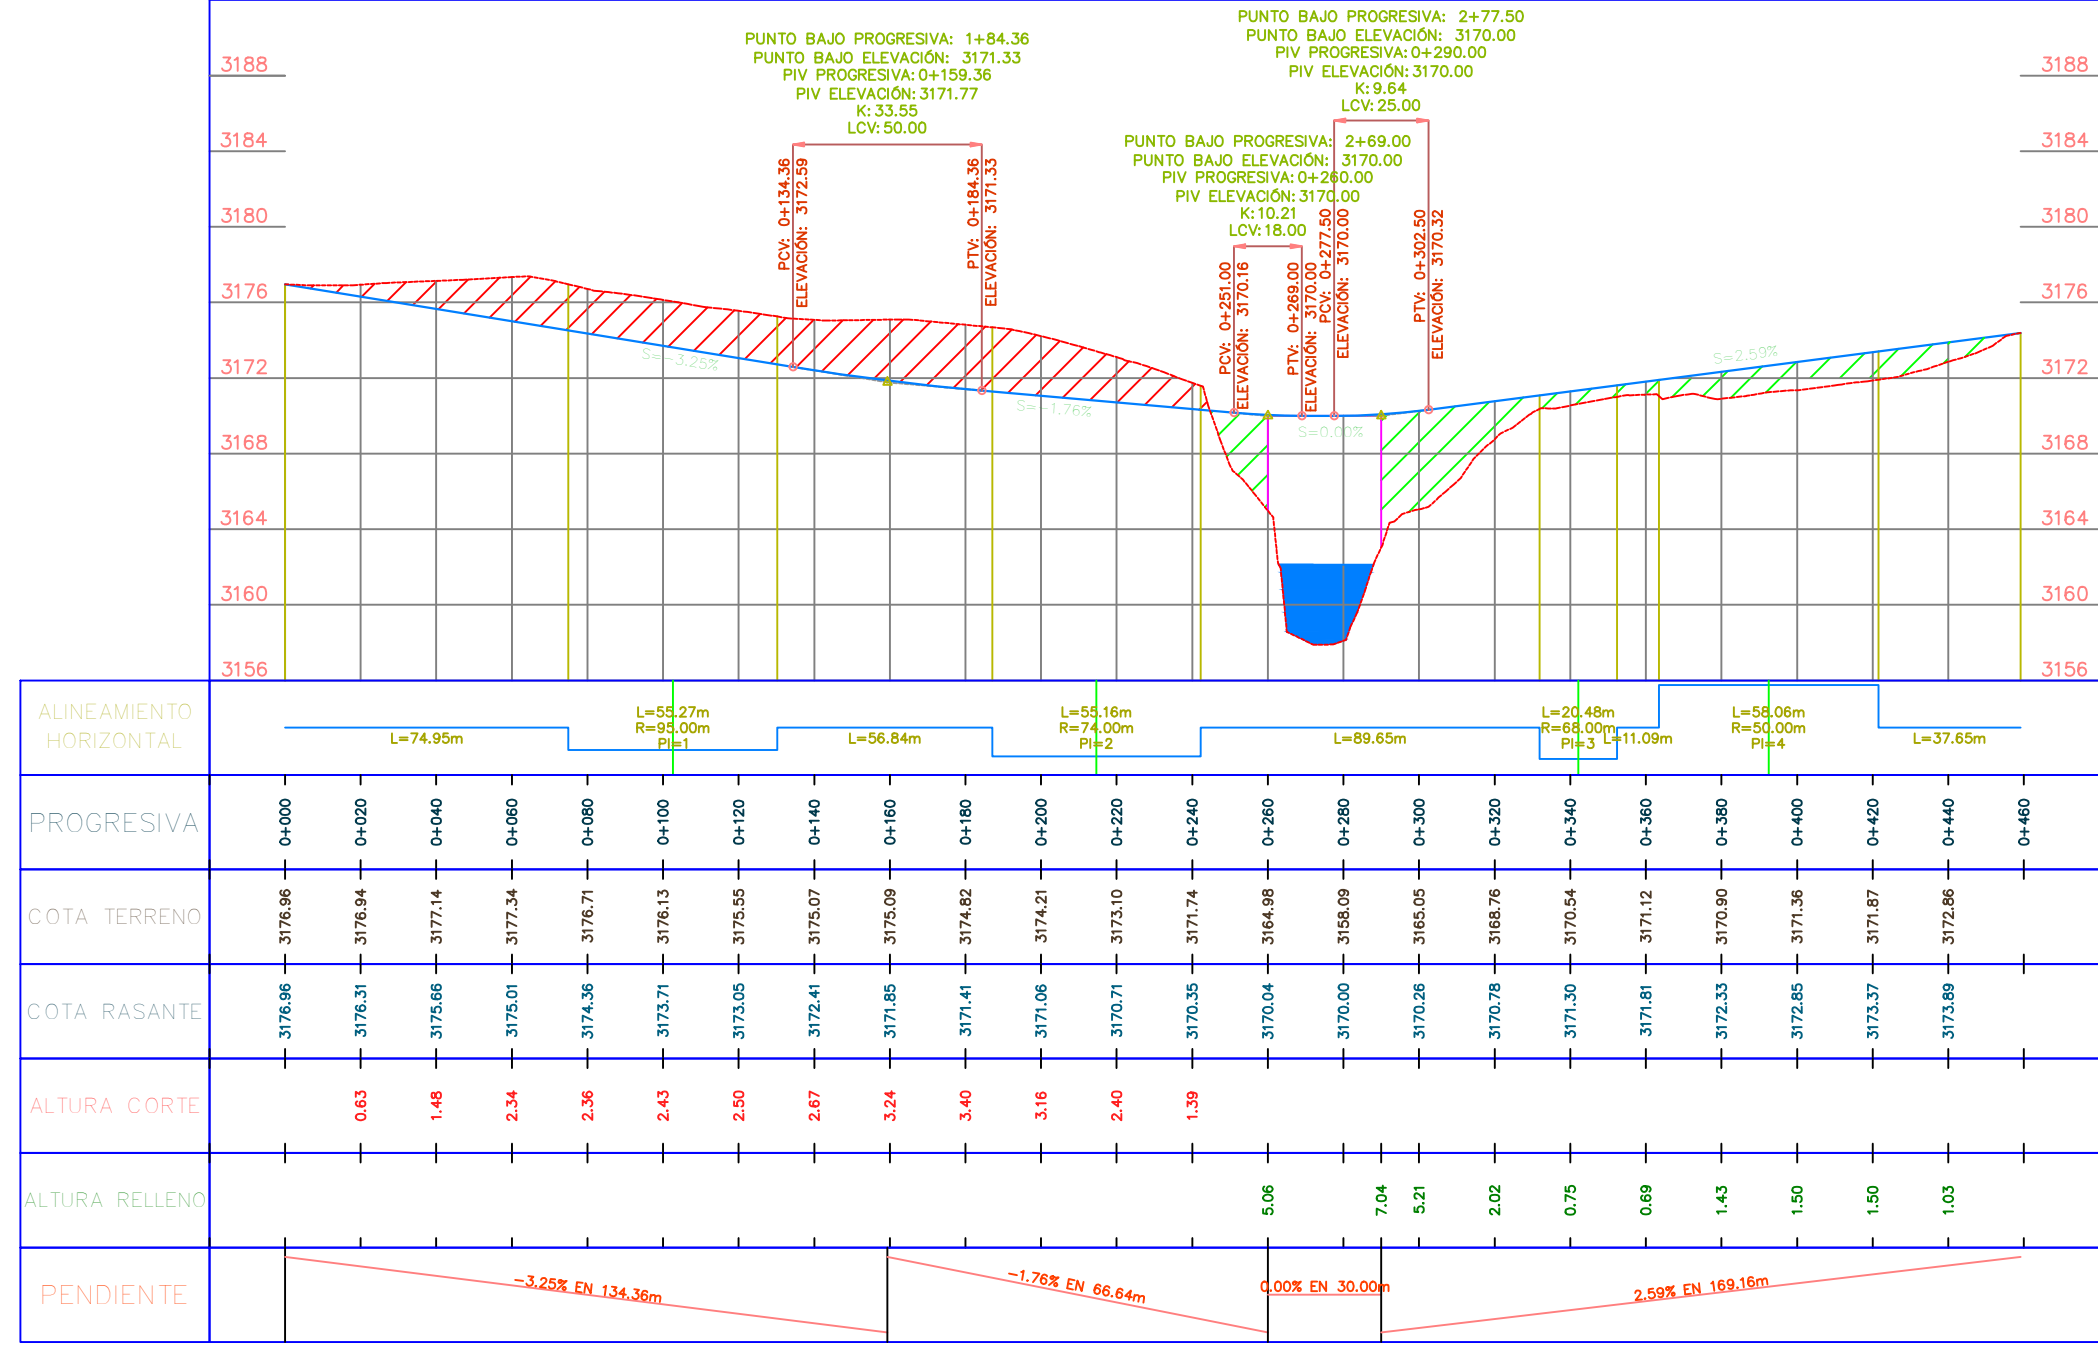 PUNTO BAJO PROGRESIVA: 2+77.50
PUNTO BAJO ELEVACIÓN: 3170.00
PIV PROGRESIVA:0+290.00
PIV ELEVACIÓN:3170.00
K:9.64
LCV:25.00
PUNTO BAJO PROGRESIVA: 1+84.36
PUNTO BAJO ELEVACIÓN: 3171.33
PIV PROGRESIVA:0+159.36
PIV ELEVACIÓN:3171.77
K:33.55
LCV:50.00
PUNTO BAJO PROGRESIVA: 2+69.00
PUNTO BAJO ELEVACIÓN: 3170.00
PIV PROGRESIVA:0+260.00
PIV ELEVACIÓN:3170.00
K:10.21
LCV:18.00
PCV: 0+134.36
ELEVACIÓN: 3172.59
PTV: 0+184.36
ELEVACIÓN: 3171.33
PCV: 0+251.00
ELEVACIÓN: 3170.16
PTV: 0+269.00
ELEVACIÓN: 3170.00
PCV: 0+277.50
ELEVACIÓN: 3170.00
PTV: 0+302.50
ELEVACIÓN: 3170.32
3188 3188
3184 3184
3180 3180
3176 3176
3172 3172
3168 3168
3164 3164
3160 3160
3156 3156
S=-3.25%
S=-1.76%
S=0.00%
S=2.59%
ALINEAMIENTO
HORIZONTAL
L=74.95m
L=55.27m
R=95.00m
PI=1
L=56.84m
L=55.16m
R=74.00m
PI=2
L=89.65m
L=20.48m
R=68.00m
PI=3
L=11.09m
L=58.06m
R=50.00m
PI=4
L=37.65m
PROGRESIVA 0+000 0+020 0+040 0+060 0+080 0+100 0+120 0+140 0+160 0+180 0+200 0+220 0+240 0+260 0+280 0+300 0+320 0+340 0+360 0+380 0+400 0+420 0+440 0+460
COTA TERRENO 3176.96 3176.94 3177.14 3177.34 3176.71 3176.13 3175.55 3175.07 3175.09 3174.82 3174.21 3173.10 3171.74 3164.98 3158.09 3165.05 3168.76 3170.54 3171.12 3170.90 3171.36 3171.87 3172.86
COTA RASANTE 3176.96 3176.31 3175.66 3175.01 3174.36 3173.71 3173.05 3172.41 3171.85 3171.41 3171.06 3170.71 3170.35 3170.04 3170.00 3170.26 3170.78 3171.30 3171.81 3172.33 3172.85 3173.37 3173.89
ALTURA CORTE 0.63 1.48 2.34 2.36 2.43 2.50 2.67 3.24 3.40 3.16 2.40 1.39
ALTURA RELLENO 5.06 7.04 5.21 2.02 0.75 0.69 1.43 1.50 1.50 1.03
PENDIENTE -3.25% EN 134.36m -1.76% EN 66.64m 0.00% EN 30.00m 2.59% EN 169.16m